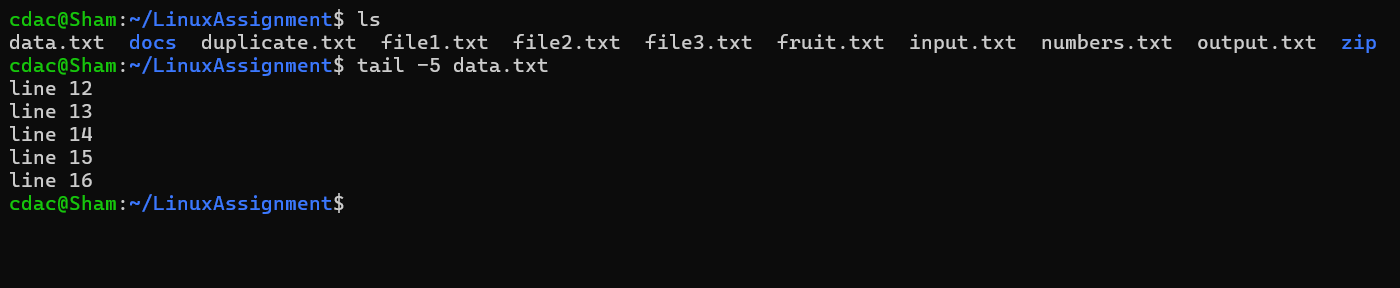 cdac@Sham:~/LinuxAssignment$ ls
data.txt  docs  duplicate.txt  file1.txt  file2.txt  file3.txt  fruit.txt  input.txt  numbers.txt  output.txt  zip
cdac@Sham:~/LinuxAssignment$ tail -5 data.txt
line 12
line 13
line 14
line 15
line 16
cdac@Sham:~/LinuxAssignment$